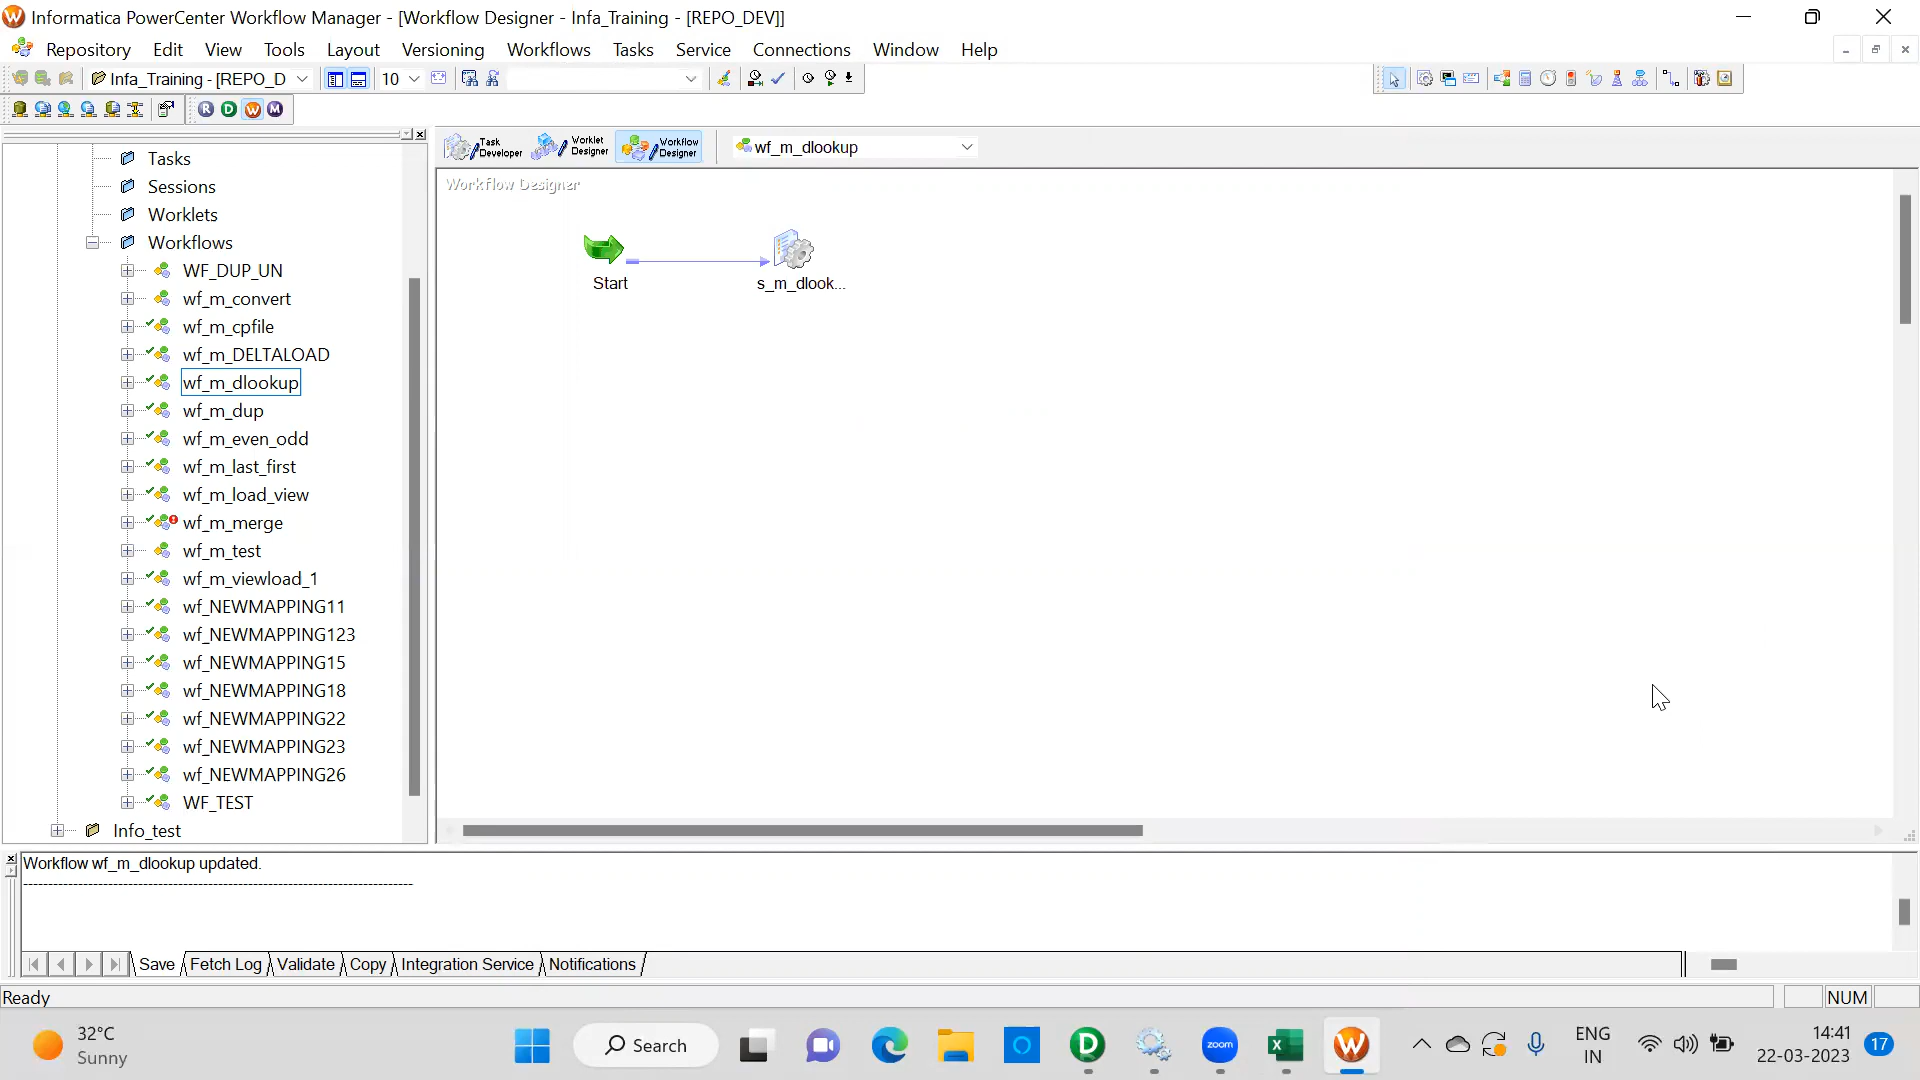 Informatica PowerCenter Workflow Manager - [Workflow Designer - Infa_Training - [REPO_DEV]]
Repository Edit View Tools Layout Versioning Workflows Tasks Service Connections Window Help
Infa_Training - [REPO_D 10
R D W M
Task Developer Worklet Designer Workflow Designer wf_m_dlookup
Workflow Designer
Start s_m_dlook...
Tasks
Sessions
Worklets
Workflows
WF_DUP_UN
wf_m_convert
wf_m_cpfile
wf_m_DELTALOAD
wf_m_dlookup
wf_m_dup
wf_m_even_odd
wf_m_last_first
wf_m_load_view
wf_m_merge
wf_m_test
wf_m_viewload_1
wf_NEWMAPPING11
wf_NEWMAPPING123
wf_NEWMAPPING15
wf_NEWMAPPING18
wf_NEWMAPPING22
wf_NEWMAPPING23
wf_NEWMAPPING26
WF_TEST
Info_test
Workflow wf_m_dlookup updated.
--------------------------------------------------------------------------------
Save Fetch Log Validate Copy Integration Service Notifications
Ready NUM
32°C
Sunny
Search
zoom
ENG
IN
14:41
22-03-2023
17